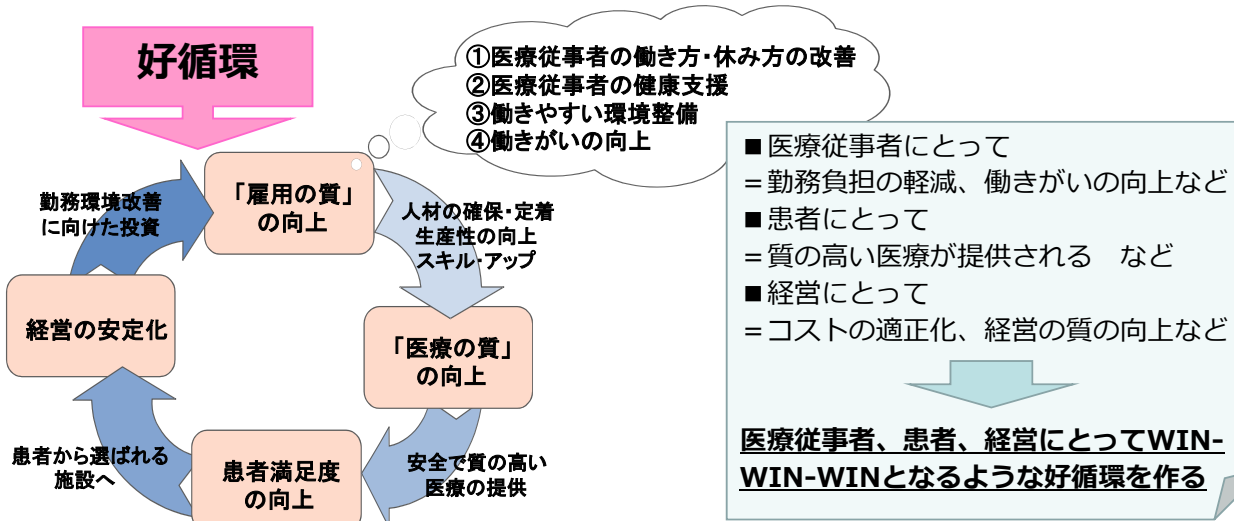 好循環
①医療従事者の働き方・休み方の改善
②医療従事者の健康支援
③働きやすい環境整備
④働きがいの向上
「雇用の質」
の向上
勤務環境改善
に向けた投資
人材の確保・定着
生産性の向上
スキル・アップ
経営の安定化
「医療の質」
の向上
患者から選ばれる
施設へ
患者満足度
の向上
安全で質の高い
医療の提供
■医療従事者にとって
＝勤務負担の軽減、働きがいの向上など
■患者にとって
＝質の高い医療が提供される　など
■経営にとって
＝コストの適正化、経営の質の向上など
医療従事者、患者、経営にとってWIN-
WIN-WINとなるような好循環を作る